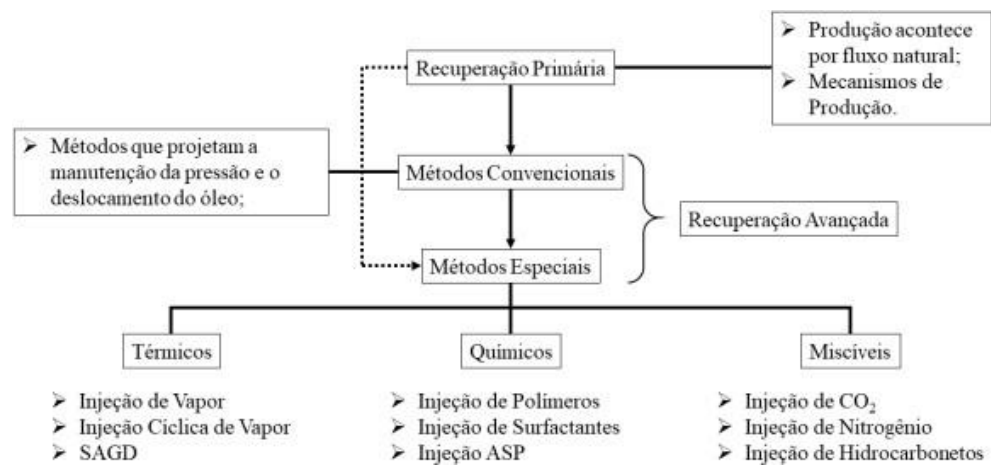 Recuperação Primária
➢ Produção acontece
por fluxo natural;
➢ Mecanismos de
Produção.
➢ Métodos que projetam a
manutenção da pressão e o
deslocamento do óleo;
Métodos Convencionais
Recuperação Avançada
Métodos Especiais
Térmicos
➢ Injeção de Vapor
➢ Injeção Cíclica de Vapor
➢ SAGD
Químicos
➢ Injeção de Polímeros
➢ Injeção de Surfactantes
➢ Injeção ASP
Miscíveis
➢ Injeção de CO₂
➢ Injeção de Nitrogênio
➢ Injeção de Hidrocarbonetos